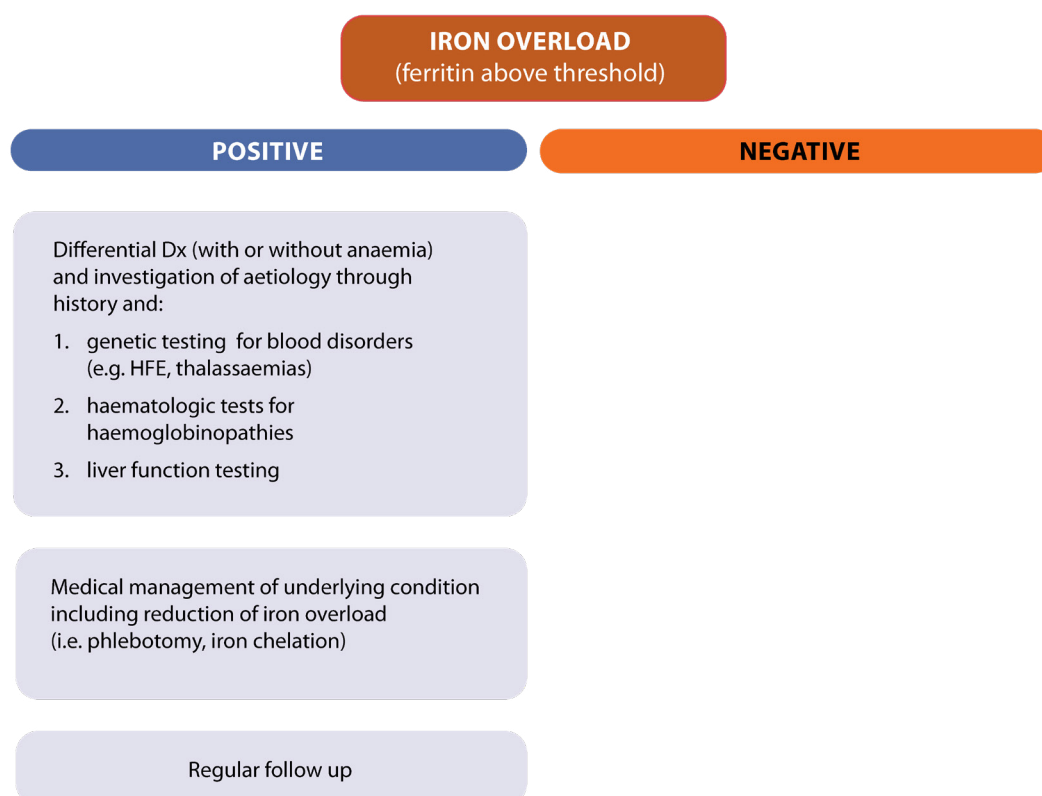 IRON OVERLOAD
(ferritin above threshold)
POSITIVE
NEGATIVE
Differential Dx (with or without anaemia)
and investigation of aetiology through
history and:
1. genetic testing for blood disorders
(e.g. HFE, thalassaemias)
2. haematologic tests for
haemoglobinopathies
3. liver function testing
Medical management of underlying condition
including reduction of iron overload
(i.e. phlebotomy, iron chelation)
Regular follow up